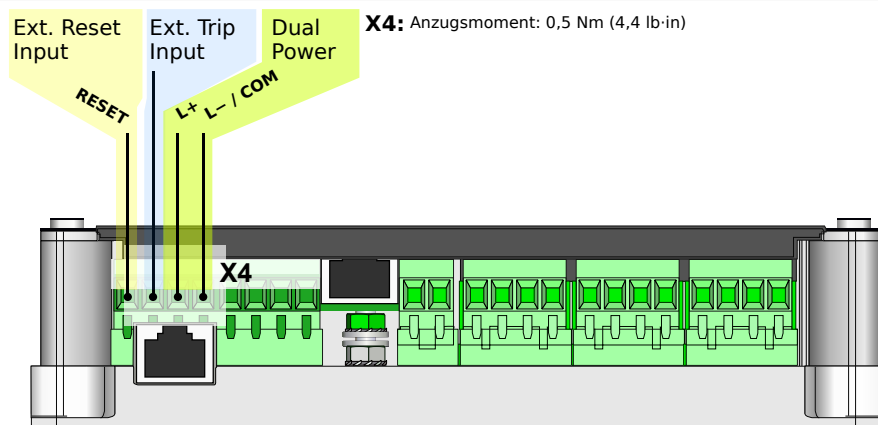 Ext. Reset
Input
Ext. Trip
Input
Dual
Power
X4: Anzugsmoment: 0,5 Nm (4,4 lb·in)
RESET
L+
L− / COM
X4